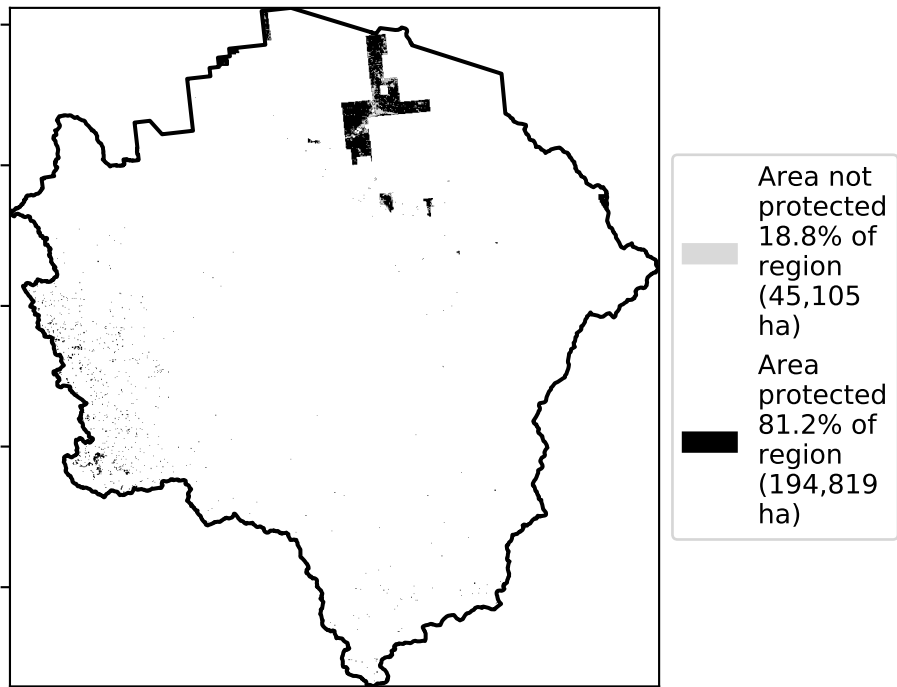 Area not
protected
18.8% of
region
(45,105
ha)
Area
protected
81.2% of
region
(194,819
ha)